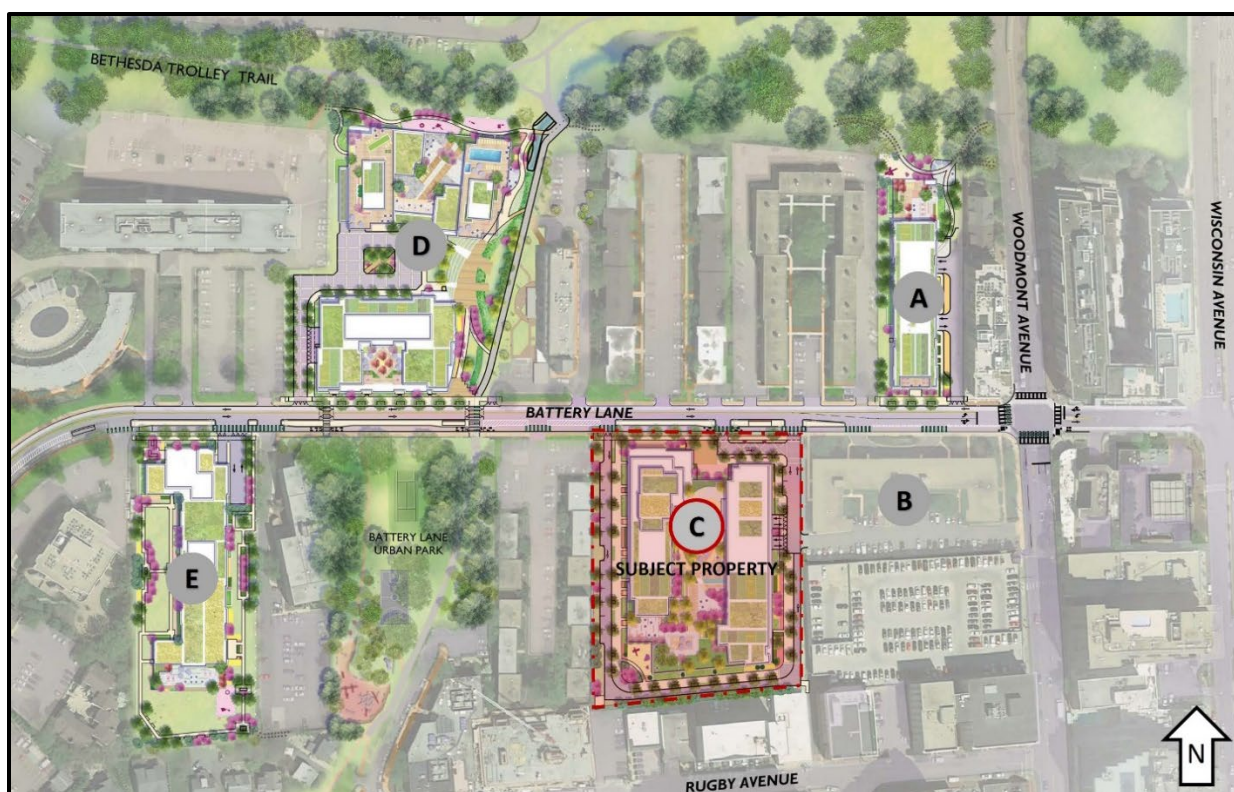 BETHESDA TROLLEY TRAIL
D
A
WOODMONT AVENUE
WISCONSIN AVENUE
BATTERY LANE
C
SUBJECT PROPERTY
B
BATTERY LANE
URBAN PARK
E
RUGBY AVENUE
N